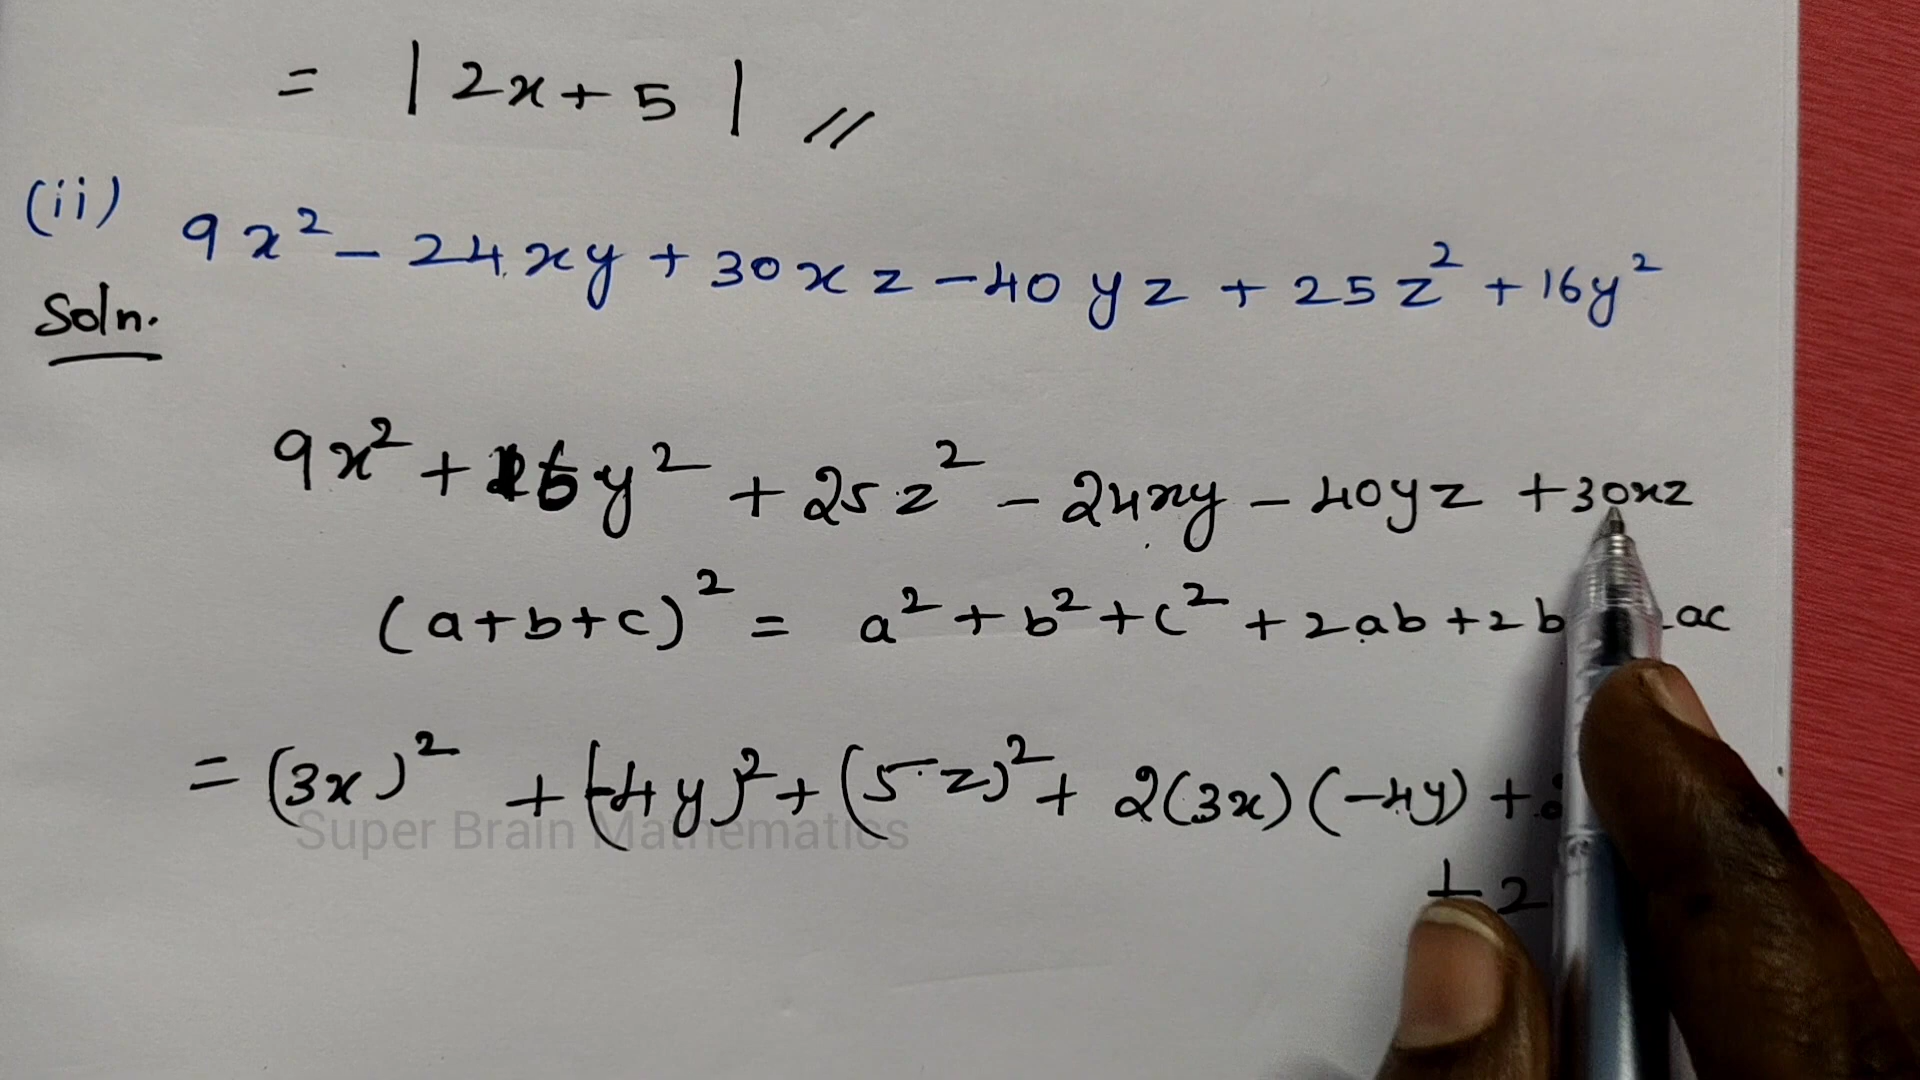 = | 2x + 5 | //
(ii) 9x² - 24xy + 30xz - 40yz + 25z² + 16y²
Soln.
9x² + 16y² + 25z² - 24xy - 40yz + 30xz
(a+b+c)² = a² + b² + c² + 2ab + 2b ac
= (3x)² + (-4y)² + (5z)² + 2(3x)(-4y) +
Super Brain Mathematics
+ 2